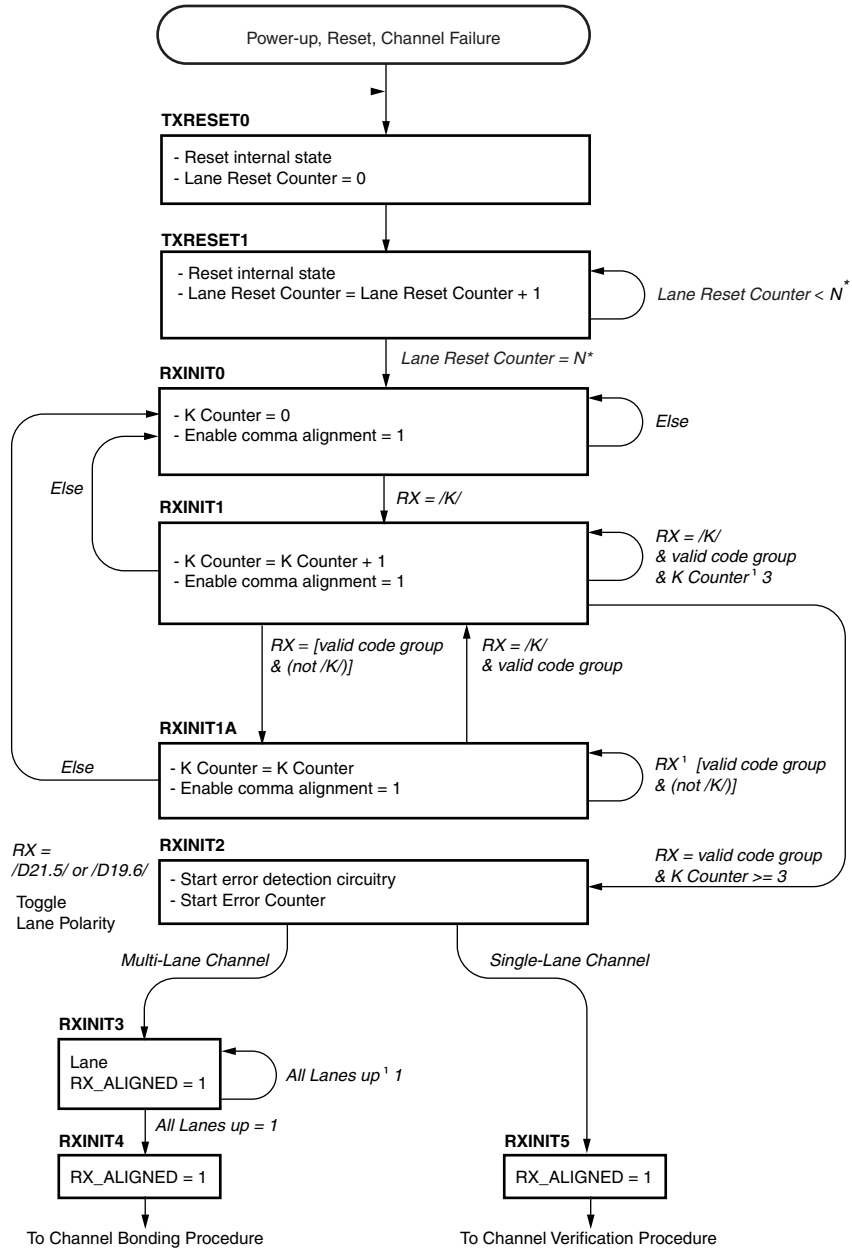 Power-up, Reset, Channel Failure
TXRESET0
- Reset internal state
- Lane Reset Counter = 0
TXRESET1
- Reset internal state
- Lane Reset Counter = Lane Reset Counter + 1
Lane Reset Counter < N*
Lane Reset Counter = N*
RXINIT0
- K Counter = 0
- Enable comma alignment = 1
Else
Else
RX = /K/
RXINIT1
- K Counter = K Counter + 1
- Enable comma alignment = 1
RX = /K/
& valid code group
& K Counter ¹ 3
RX = [valid code group
& (not /K/)]
RX = /K/
& valid code group
RXINIT1A
- K Counter = K Counter
- Enable comma alignment = 1
Else
RX ¹ [valid code group
& (not /K/)]
RX =
/D21.5/ or /D19.6/
Toggle
Lane Polarity
RXINIT2
- Start error detection circuitry
- Start Error Counter
RX = valid code group
& K Counter >= 3
Multi-Lane Channel
Single-Lane Channel
RXINIT3
Lane
RX_ALIGNED = 1
All Lanes up ¹ 1
All Lanes up = 1
RXINIT4
RX_ALIGNED = 1
RXINIT5
RX_ALIGNED = 1
To Channel Bonding Procedure
To Channel Verification Procedure